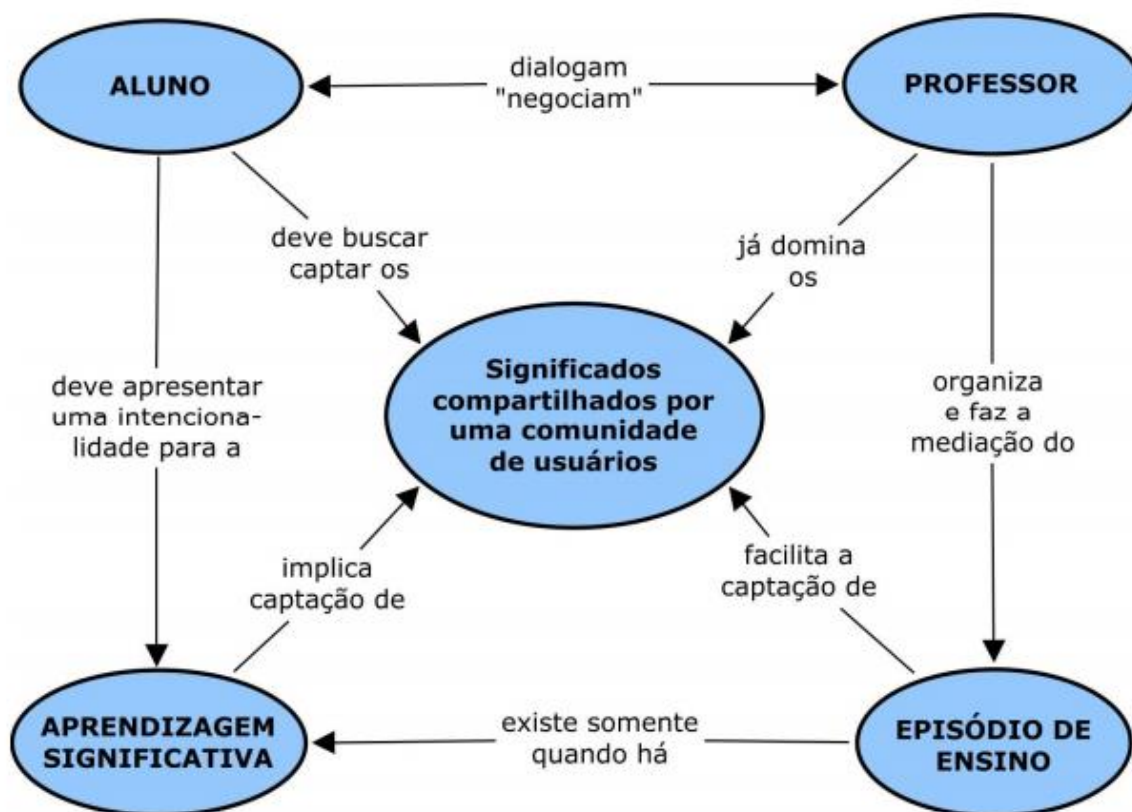 ALUNO
dialogam
"negociam"
PROFESSOR
deve buscar
captar os
já domina
os
deve apresentar
uma intenciona-
lidade para a
Significados
compartilhados por
uma comunidade
de usuários
organiza
e faz a
mediação do
implica
captação de
facilita a
captação de
APRENDIZAGEM
SIGNIFICATIVA
existe somente
quando há
EPISÓDIO DE
ENSINO